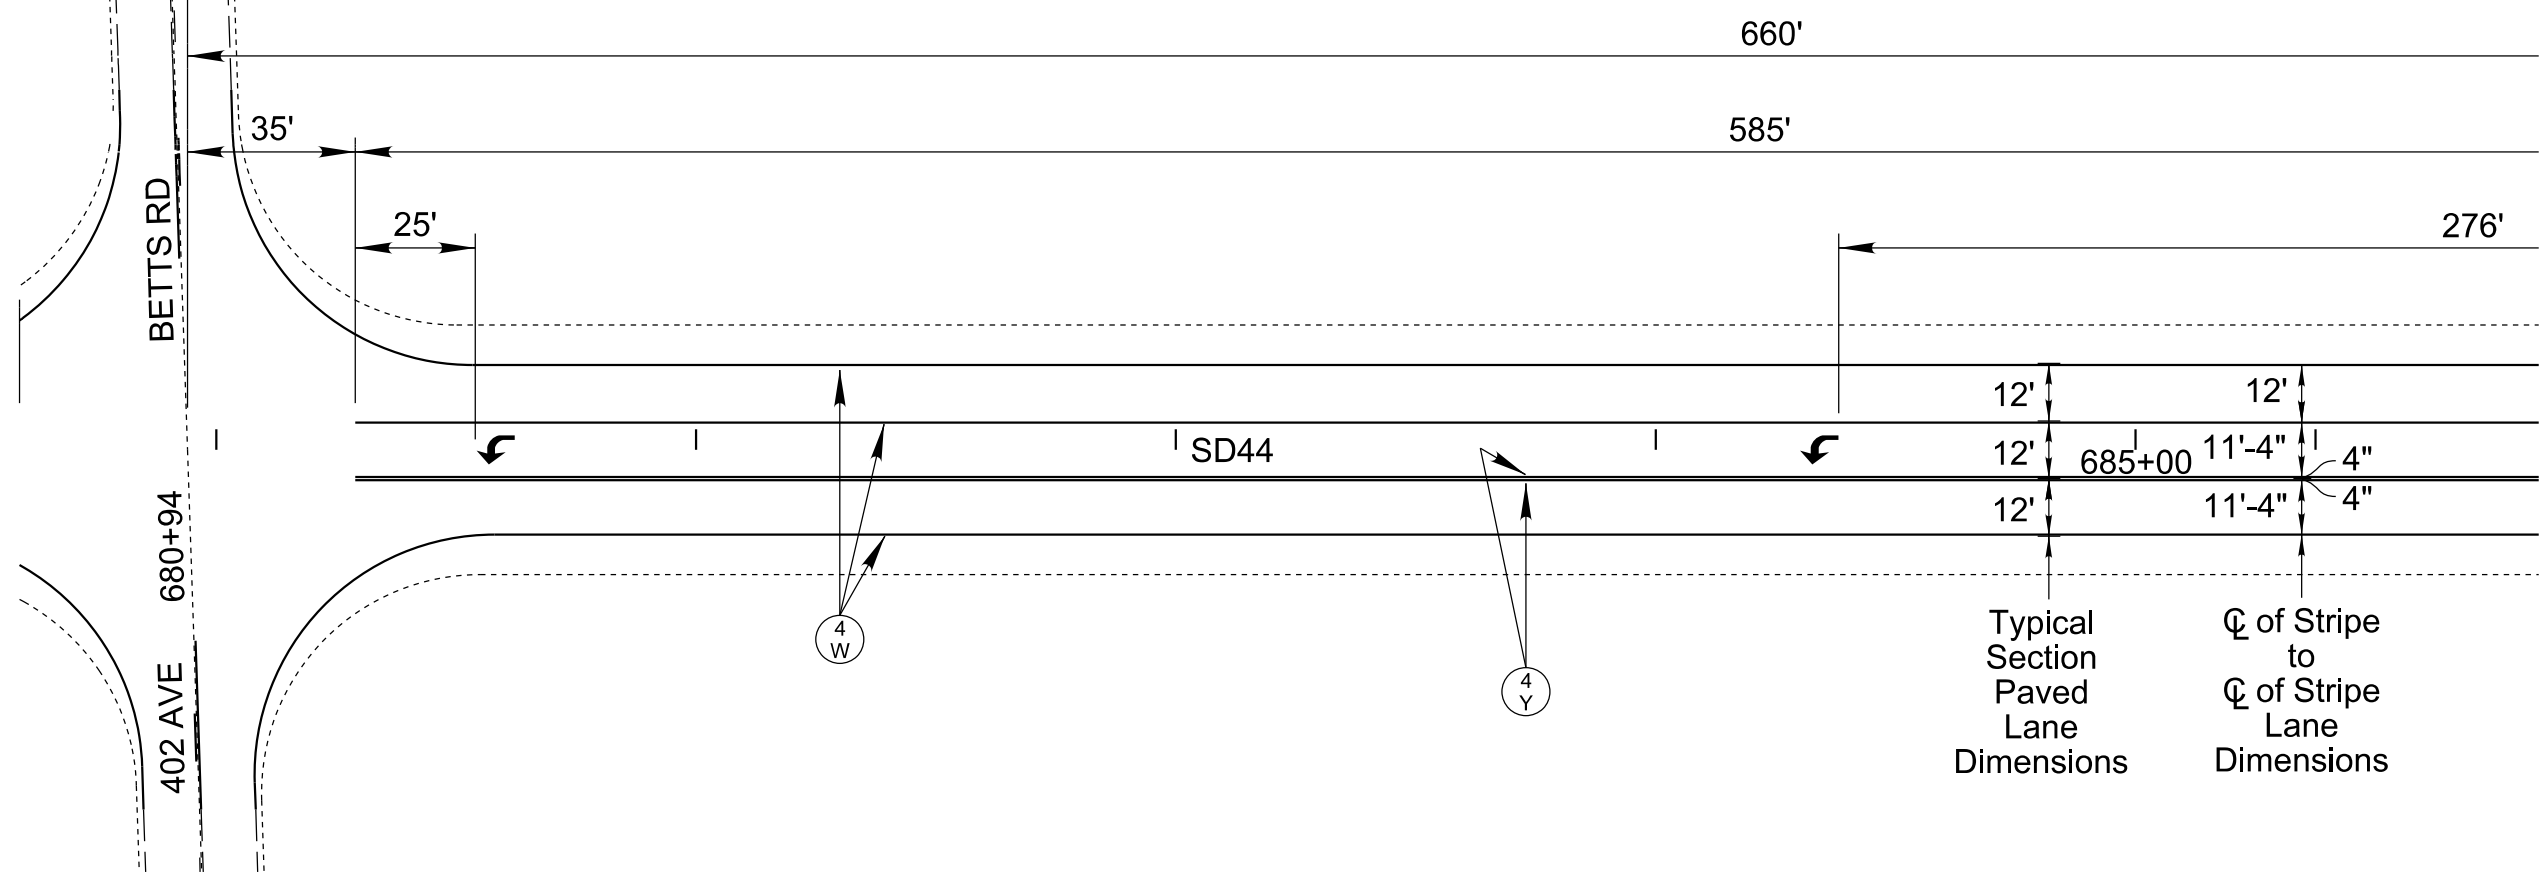 660'
35'
585'
25'
276'
BETTS RD
12'
12'
SD44
12'
685+00
11'-4"
4"
4"
12'
11'-4"
680+94
402 AVE
4
W
4
Y
Typical
Section
Paved
Lane
Dimensions
℄ of Stripe
to
℄ of Stripe
Lane
Dimensions